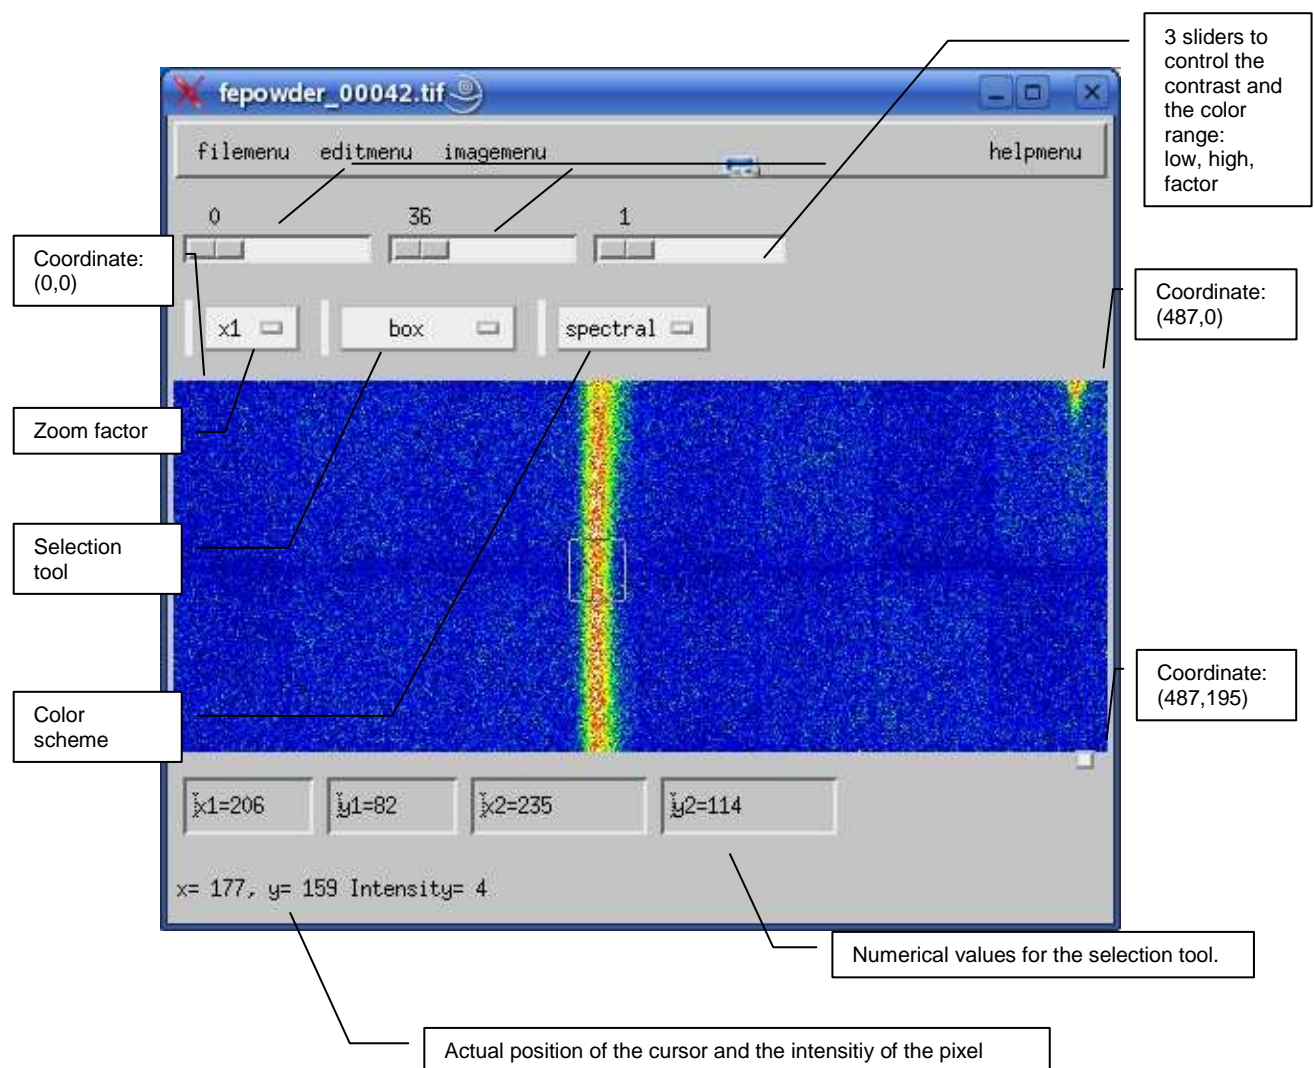 3 sliders to
control the
contrast and
the color
range:
low, high,
factor
fepowder_00042.tif
filemenu editmenu imagemenu helpmenu
0 36 1
Coordinate:
(0,0)
Coordinate:
(487,0)
x1 box spectral
Zoom factor
Selection
tool
Color
scheme
Coordinate:
(487,195)
x1=206 y1=82 x2=235 y2=114
x= 177, y= 159 Intensity= 4
Numerical values for the selection tool.
Actual position of the cursor and the intensitiy of the pixel